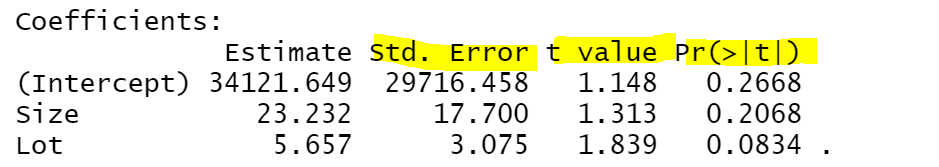 Coefficients:
Estimate Std. Error t value Pr(>|t|)
(Intercept) 34121.649 29716.458 1.148 0.2668
Size 23.232 17.700 1.313 0.2068
Lot 5.657 3.075 1.839 0.0834 .